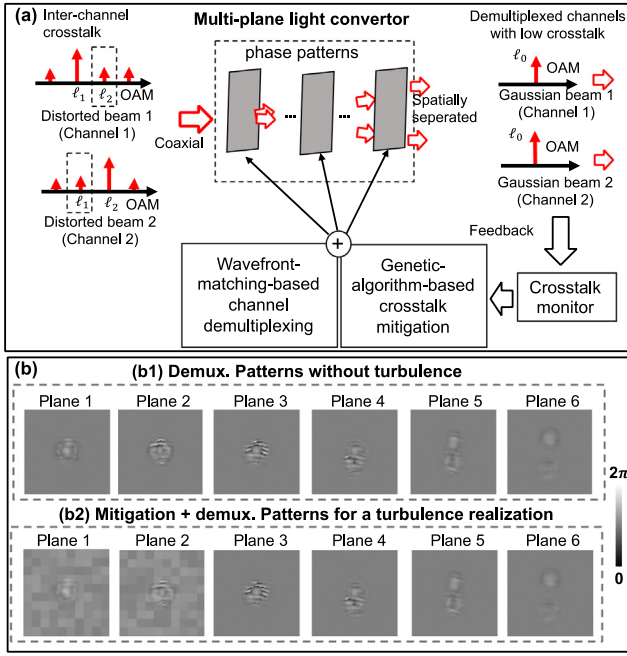 (a)
Inter-channel
crosstalk
ℓ1 ℓ2 OAM
Distorted beam 1
(Channel 1)
ℓ1 ℓ2 OAM
Distorted beam 2
(Channel 2)
Multi-plane light convertor
phase patterns
Coaxial
...
...
Spatially
seperated
Demultiplexed channels
with low crosstalk
ℓ0
OAM
Gaussian beam 1
(Channel 1)
ℓ0
OAM
Gaussian beam 2
(Channel 2)
Feedback
Crosstalk
monitor
+
Wavefront-
matching-based
channel
demultiplexing
Genetic-
algorithm-based
crosstalk
mitigation
(b)
(b1) Demux. Patterns without turbulence
Plane 1 Plane 2 Plane 3 Plane 4 Plane 5 Plane 6
(b2) Mitigation + demux. Patterns for a turbulence realization
Plane 1 Plane 2 Plane 3 Plane 4 Plane 5 Plane 6
2π
0